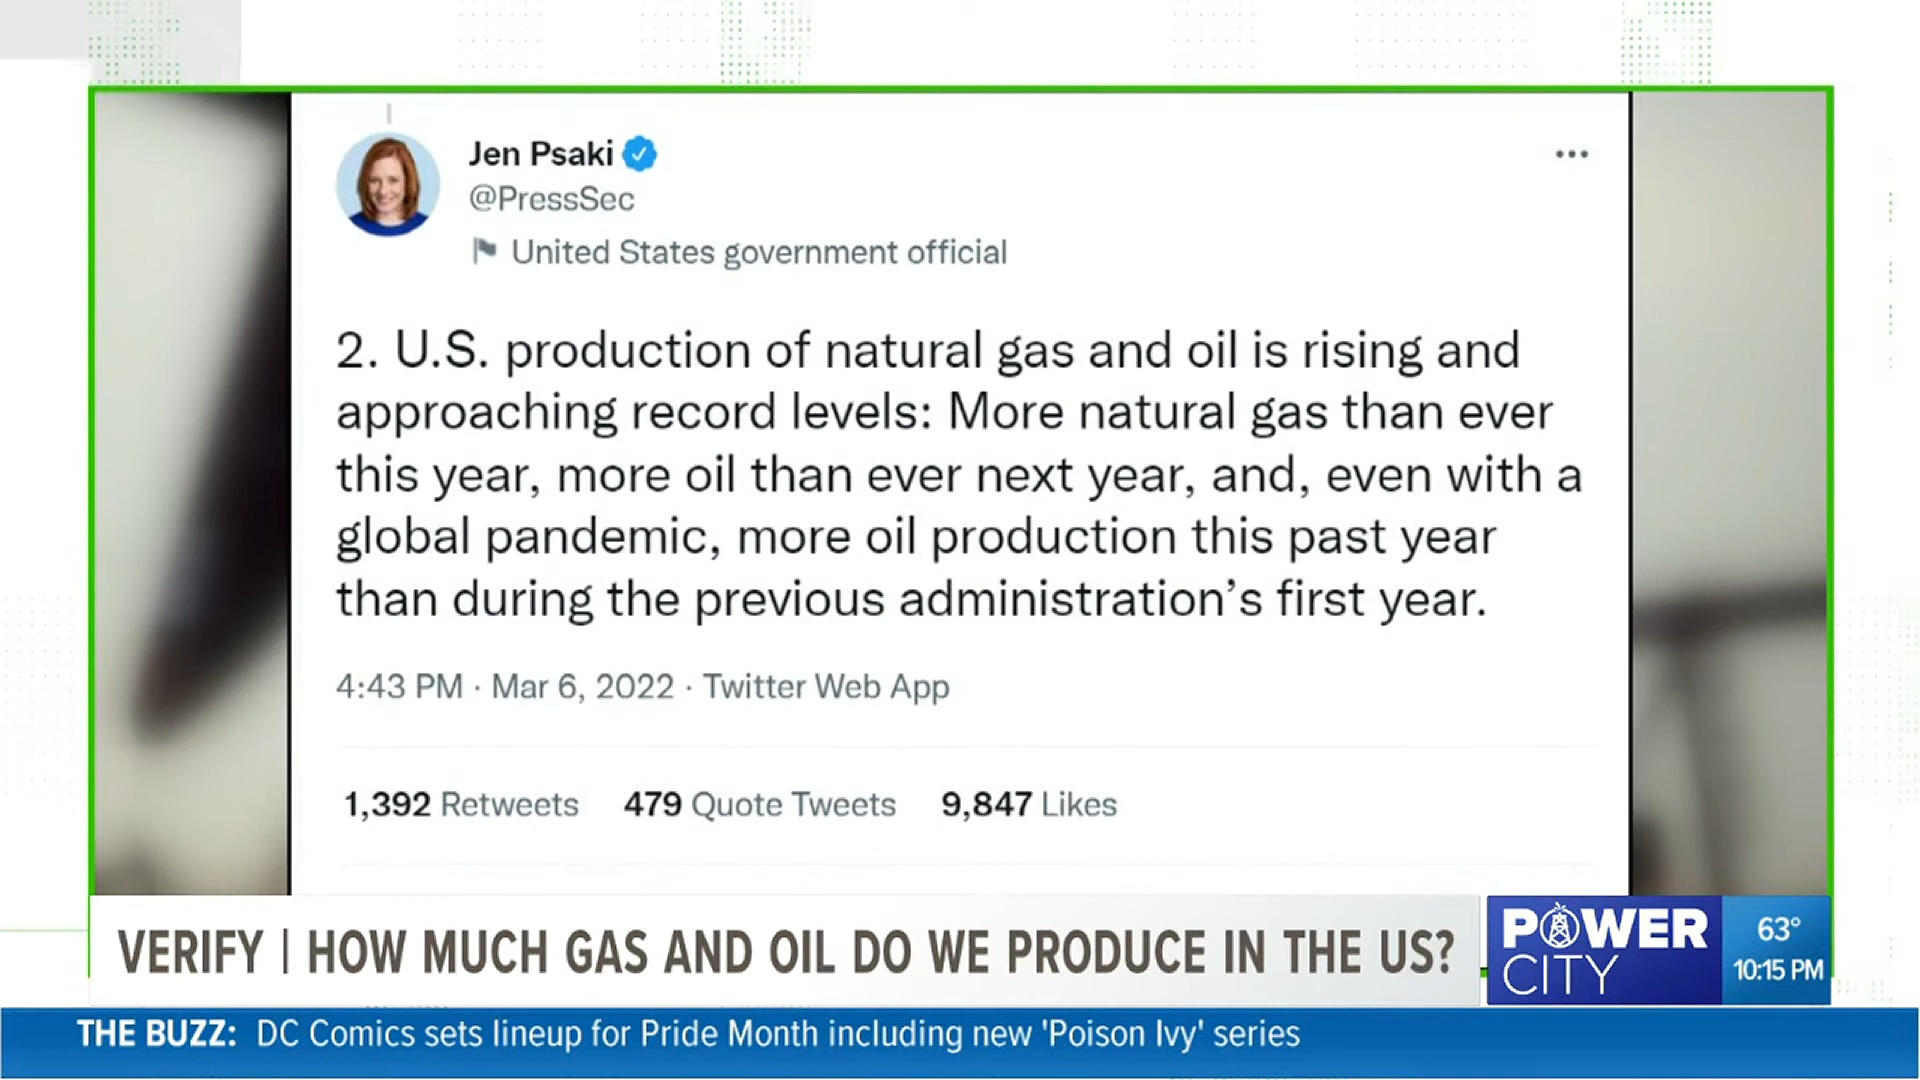 Jen Psaki
@PressSec
United States government official
2. U.S. production of natural gas and oil is rising and
approaching record levels: More natural gas than ever
this year, more oil than ever next year, and, even with a
global pandemic, more oil production this past year
than during the previous administration’s first year.
4:43 PM · Mar 6, 2022 · Twitter Web App
1,392 Retweets 479 Quote Tweets 9,847 Likes
VERIFY | HOW MUCH GAS AND OIL DO WE PRODUCE IN THE US?
POWER
CITY
63°
10:15 PM
THE BUZZ: DC Comics sets lineup for Pride Month including new 'Poison Ivy' series